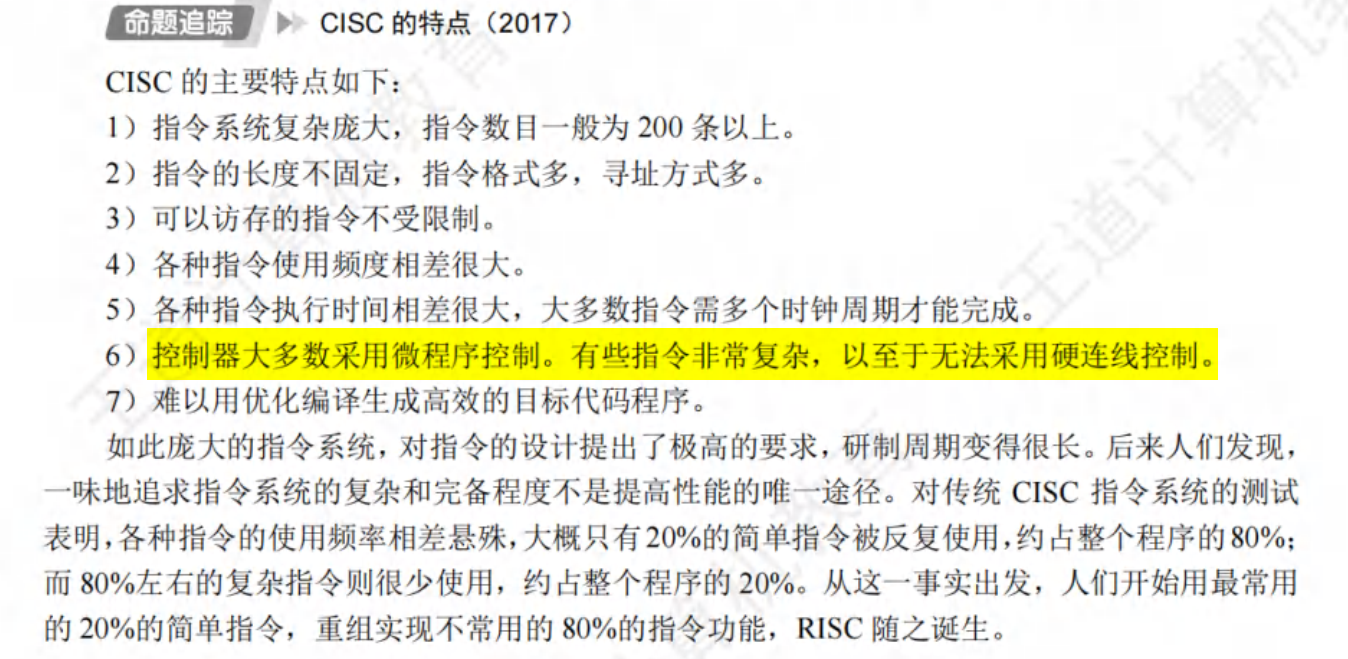 命题追踪 CISC 的特点（2017）
CISC 的主要特点如下：
1）指令系统复杂庞大，指令数目一般为 200 条以上。
2）指令的长度不固定，指令格式多，寻址方式多。
3）可以访存的指令不受限制。
4）各种指令使用频度相差很大。
5）各种指令执行时间相差很大，大多数指令需多个时钟周期才能完成。
6）控制器大多数采用微程序控制。有些指令非常复杂，以至于无法采用硬连线控制。
7）难以用优化编译生成高效的目标代码程序。
如此庞大的指令系统，对指令的设计提出了极高的要求，研制周期变得很长。后来人们发现，
一味地追求指令系统的复杂和完备程度不是提高性能的唯一途径。对传统 CISC 指令系统的测试
表明，各种指令的使用频率相差悬殊，大概只有20%的简单指令被反复使用，约占整个程序的80%；
而 80%左右的复杂指令则很少使用，约占整个程序的 20%。从这一事实出发，人们开始用最常用
的 20%的简单指令，重组实现不常用的 80%的指令功能，RISC 随之诞生。
王道计算机教育
王道计算机